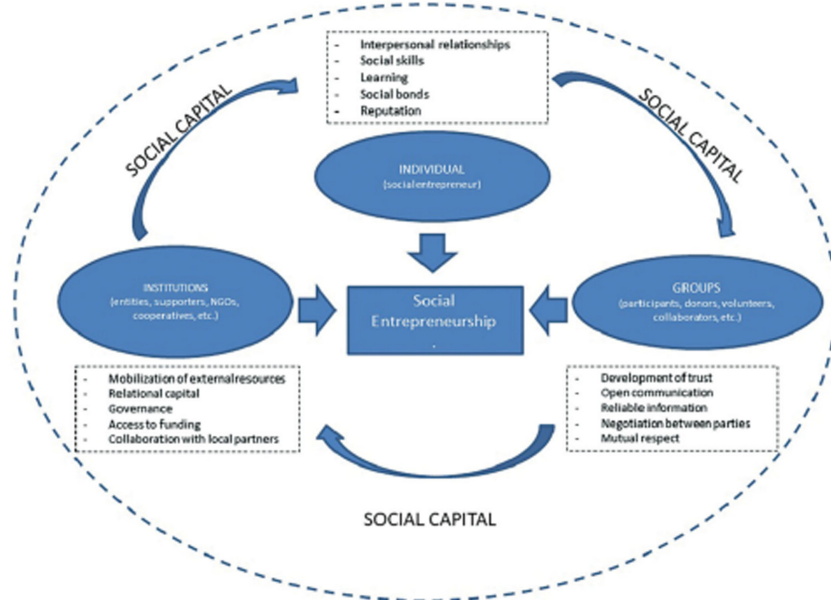 - Interpersonal relationships
- Social skills
- Learning
- Social bonds
- Reputation
SOCIAL CAPITAL
SOCIAL CAPITAL
INDIVIDUAL
(social entrepreneur)
INSTITUTIONS
(entities, supporters, NGOs,
cooperatives, etc.)
Social
Entrepreneurship
.
GROUPS
(participants, donors, volunteers,
collaborators, etc.)
- Mobilization of external resources
- Relational capital
- Governance
- Access to funding
- Collaboration with local partners
- Development of trust
- Open communication
- Reliable information
- Negotiation between parties
- Mutual respect
SOCIAL CAPITAL